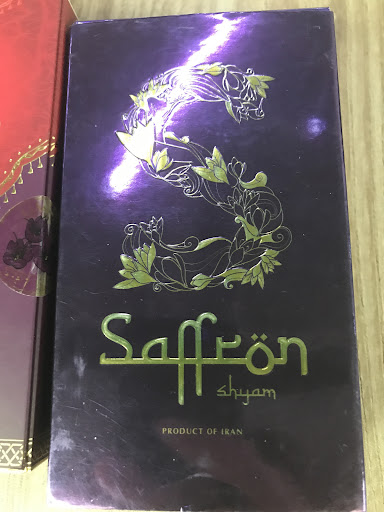 Saffrön
shyam
PRODUCT OF IRAN